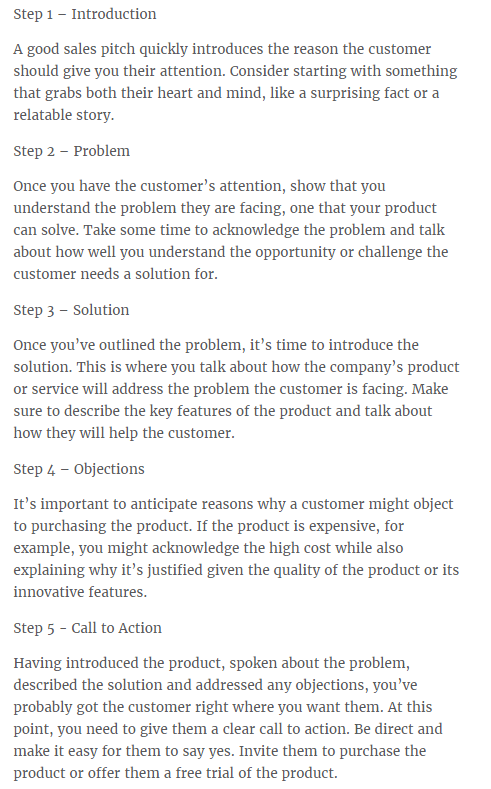 Step 1 – Introduction
A good sales pitch quickly introduces the reason the customer
should give you their attention. Consider starting with something
that grabs both their heart and mind, like a surprising fact or a
relatable story.
Step 2 – Problem
Once you have the customer’s attention, show that you
understand the problem they are facing, one that your product
can solve. Take some time to acknowledge the problem and talk
about how well you understand the opportunity or challenge the
customer needs a solution for.
Step 3 – Solution
Once you’ve outlined the problem, it’s time to introduce the
solution. This is where you talk about how the company’s product
or service will address the problem the customer is facing. Make
sure to describe the key features of the product and talk about
how they will help the customer.
Step 4 – Objections
It’s important to anticipate reasons why a customer might object
to purchasing the product. If the product is expensive, for
example, you might acknowledge the high cost while also
explaining why it’s justified given the quality of the product or its
innovative features.
Step 5 - Call to Action
Having introduced the product, spoken about the problem,
described the solution and addressed any objections, you’ve
probably got the customer right where you want them. At this
point, you need to give them a clear call to action. Be direct and
make it easy for them to say yes. Invite them to purchase the
product or offer them a free trial of the product.